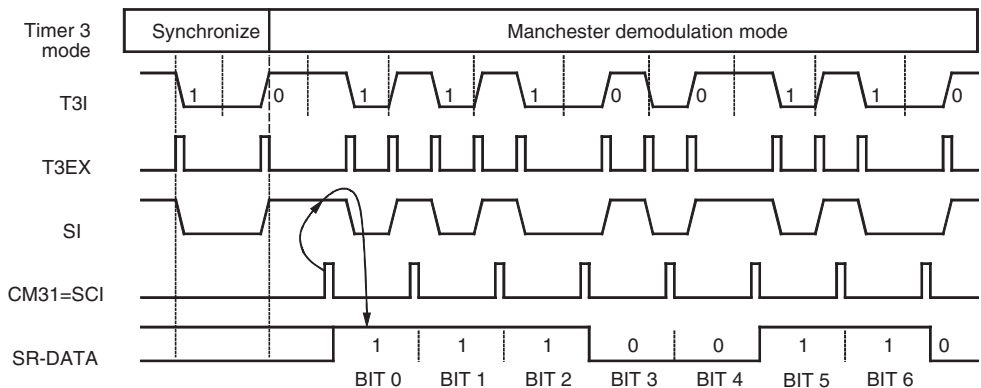 Timer 3 mode
Synchronize
Manchester demodulation mode
T3I
1 0 1 1 1 0 0 1 1 0
T3EX
SI
CM31=SCI
SR-DATA
1 1 1 0 0 1 1 0
BIT 0 BIT 1 BIT 2 BIT 3 BIT 4 BIT 5 BIT 6